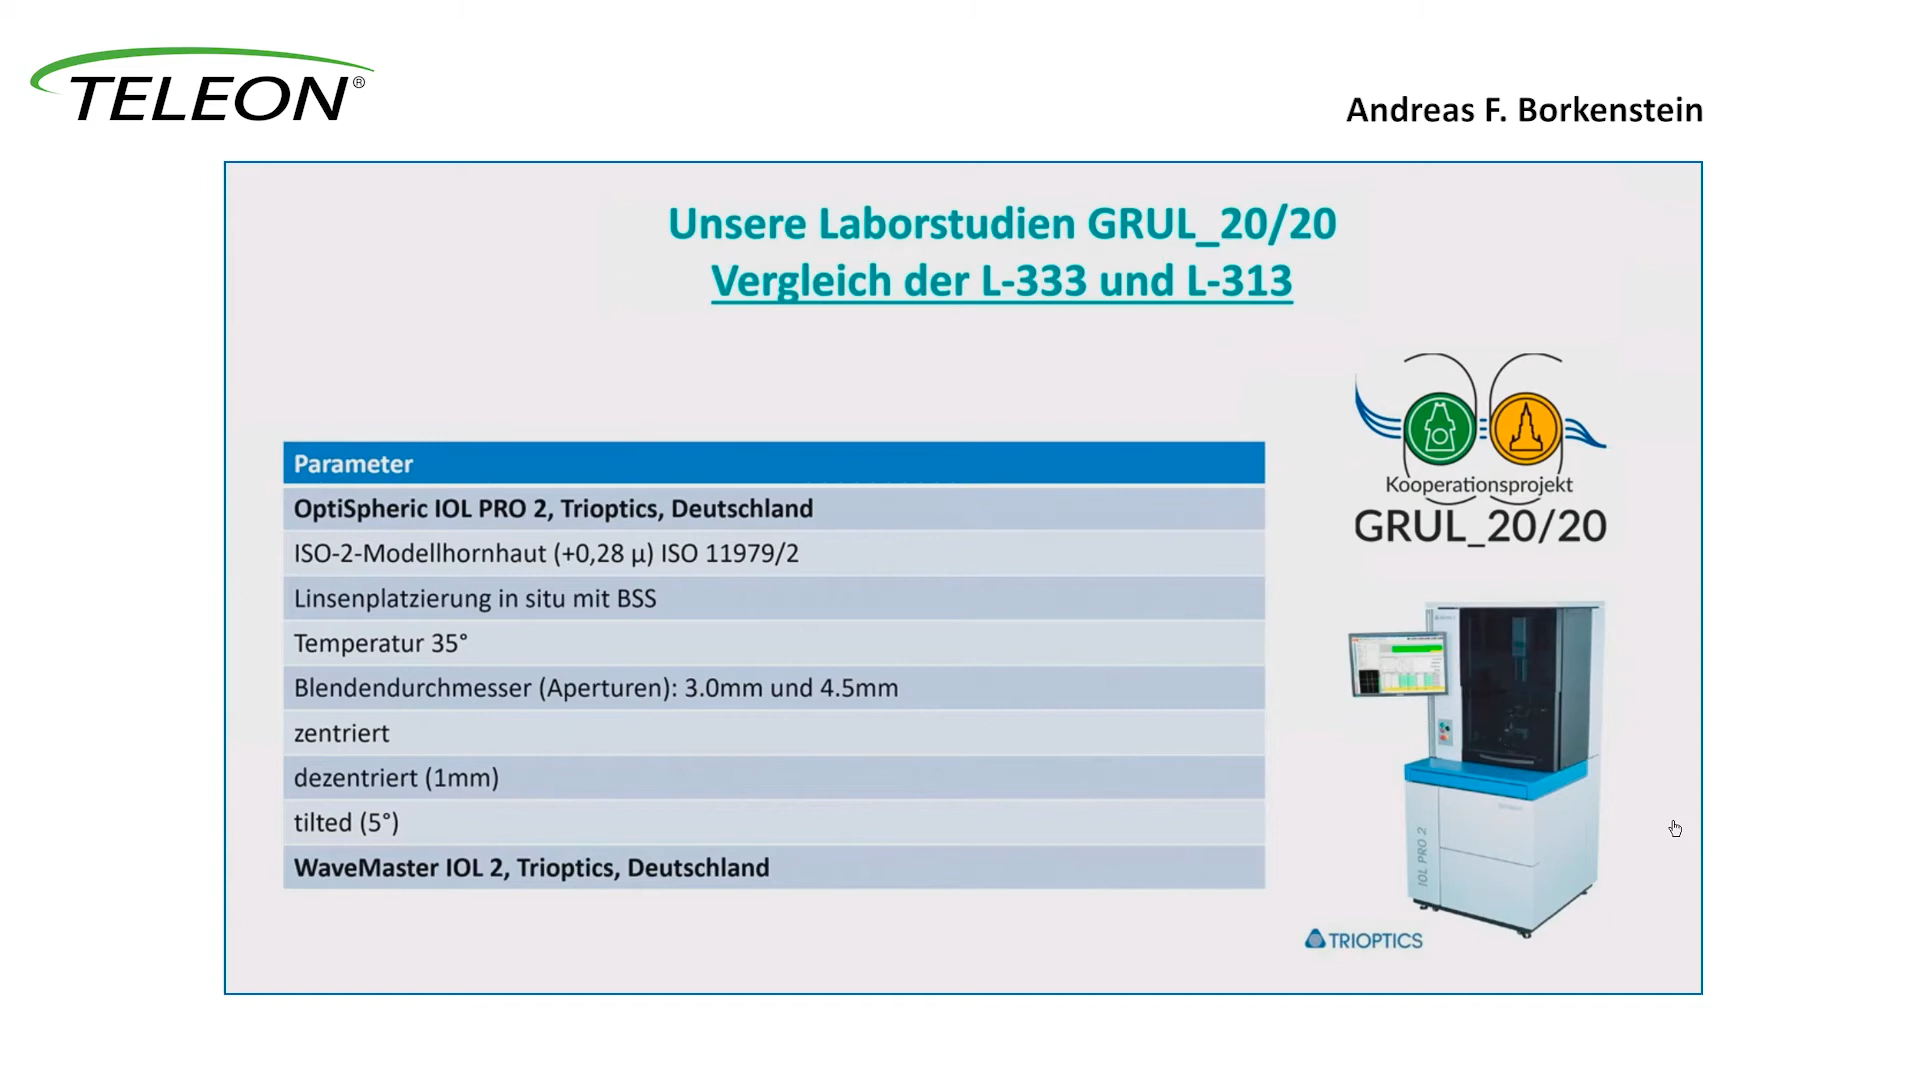 TELEON®
Andreas F. Borkenstein
Unsere Laborstudien GRUL_20/20
Vergleich der L-333 und L-313
Parameter
OptiSpheric IOL PRO 2, Trioptics, Deutschland
ISO-2-Modellhornhaut (+0,28 µ) ISO 11979/2
Linsenplatzierung in situ mit BSS
Temperatur 35°
Blendendurchmesser (Aperturen): 3.0mm und 4.5mm
zentriert
dezentriert (1mm)
tilted (5°)
WaveMaster IOL 2, Trioptics, Deutschland
Kooperationsprojekt
GRUL_20/20
IOL PRO 2
TRIOPTICS